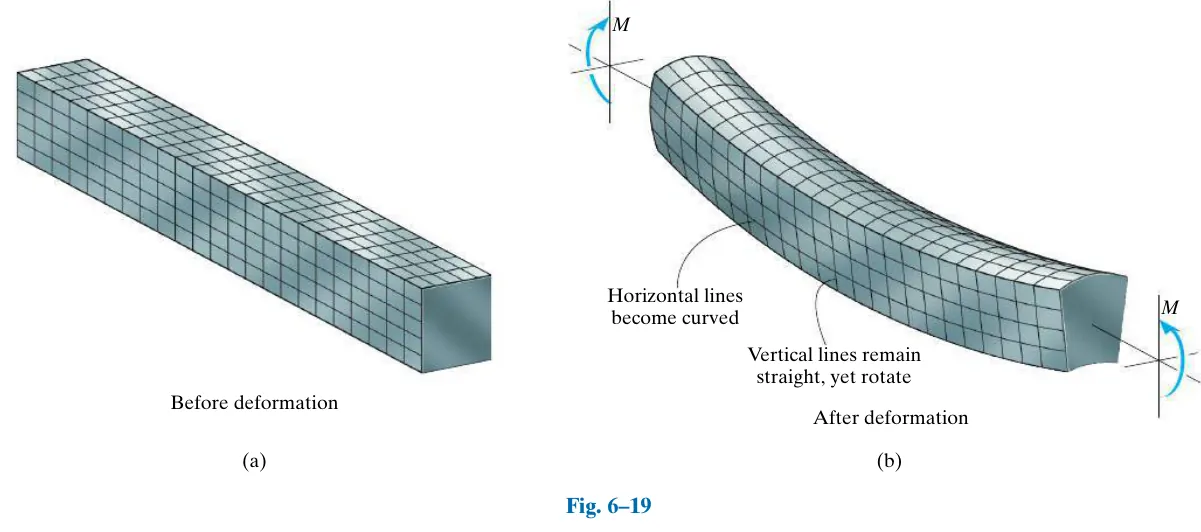 M
Horizontal lines
become curved
M
Vertical lines remain
straight, yet rotate
Before deformation
After deformation
(a)
(b)
Fig. 6–19